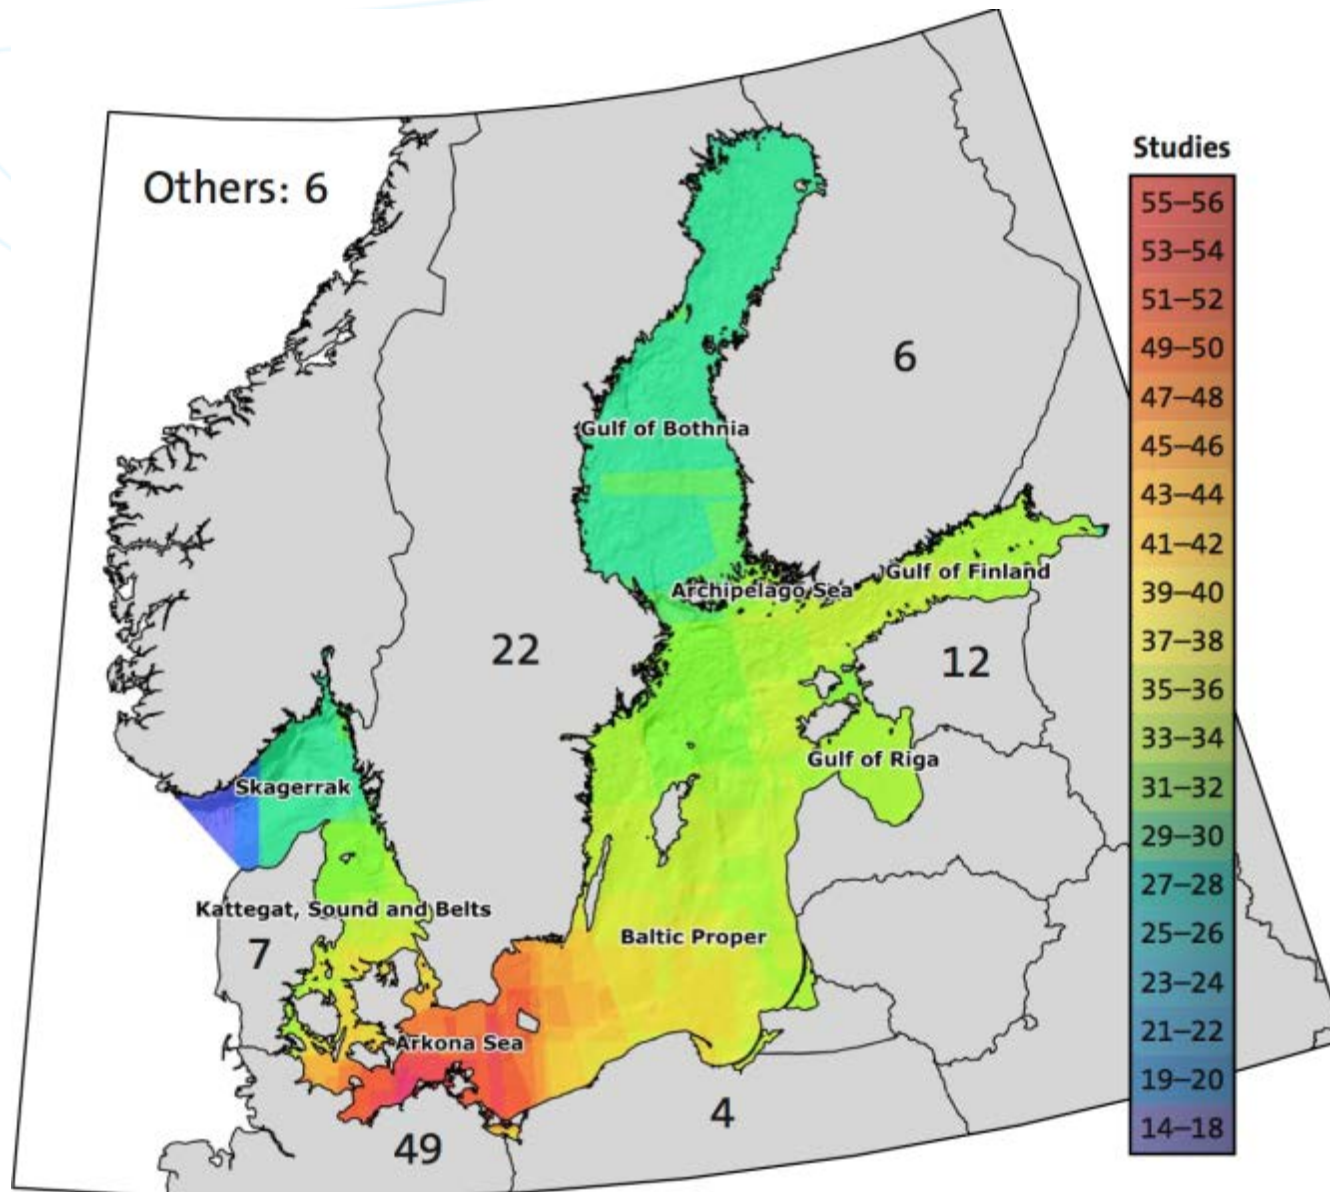 Studies
Others: 6
55–56
53–54
51–52
49–50
47–48
45–46
43–44
41–42
39–40
37–38
35–36
33–34
31–32
29–30
27–28
25–26
23–24
21–22
19–20
14–18
6
Gulf of Bothnia
Gulf of Finland
Archipelago Sea
22
12
Gulf of Riga
Skagerrak
Kattegat, Sound and Belts
Baltic Proper
7
Arkona Sea
4
49